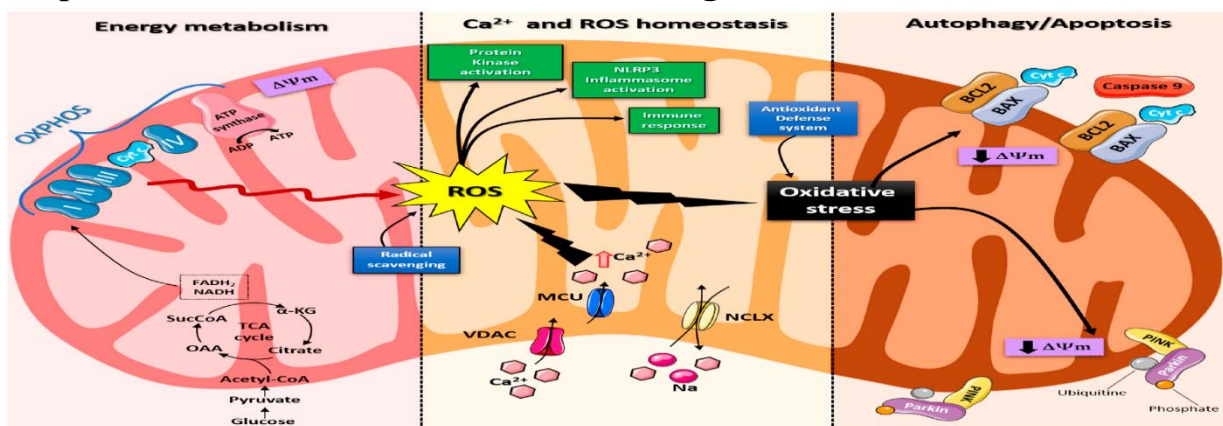 Energy metabolism
OXPHOS
ΔΨm
ATP
synthase
ADP
ATP
I
II
III
Cyt c
IV
FADH₂
NADH
SucCoA
α-KG
TCA
cycle
OAA
Citrate
Acetyl-CoA
Pyruvate
Glucose
Ca²⁺ and ROS homeostasis
Protein
Kinase
activation
NLRP3
Inflammasome
activation
Immune
response
Antioxidant
Defense
system
ROS
Radical
scavenging
Oxidative
stress
Ca²⁺
MCU
VDAC
NCLX
Ca²⁺
Na
Autophagy/Apoptosis
BCL2
BAX
Cyt c
Caspase 9
BCL2
BAX
Cyt c
ΔΨm
ΔΨm
PINK
Parkin
Ubiquitine
Phosphate
PINK
Parkin